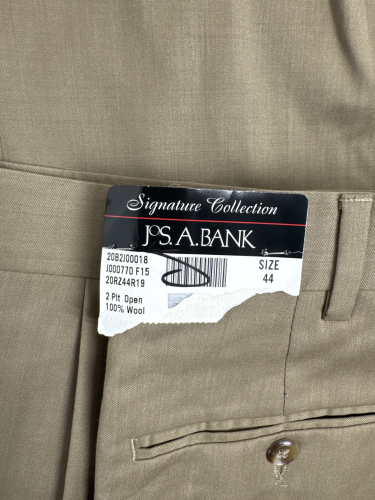 Signature Collection
JoS. A. BANK
20B2J00018
J000770 F15
20RZ44R19
SIZE
44
2 Plt Open
100% Wool